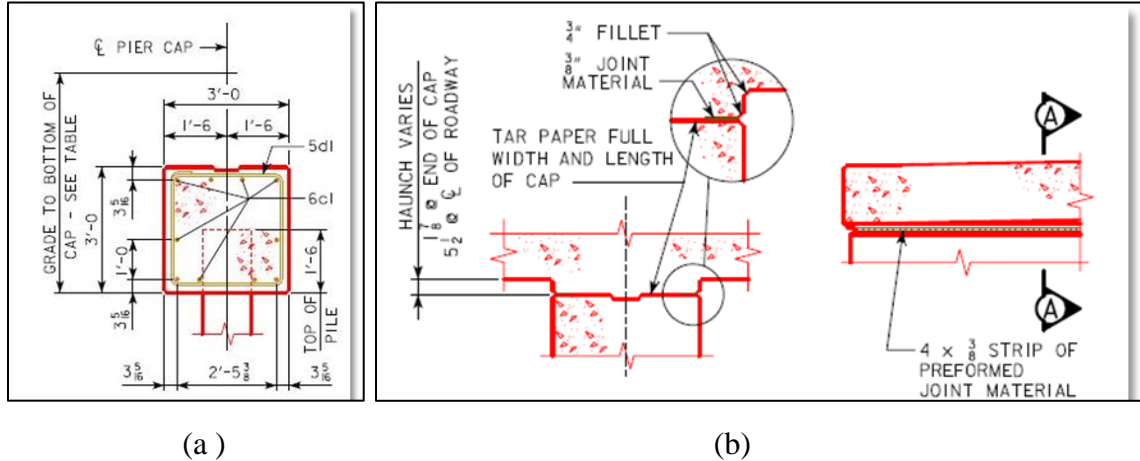 ℄ PIER CAP
GRADE TO BOTTOM OF
CAP - SEE TABLE
3'-0
1'-6
1'-6
5d1
6c1
3 5/16
3'-0
1'-0
3 5/16
1'-6
TOP OF
PILE
3 5/16
2'-5 3/8
3 5/16
(a )
HAUNCH VARIES
1 7/8 @ END OF CAP
5 1/2 @ ℄ OF ROADWAY
3/4" FILLET
3/8" JOINT
MATERIAL
TAR PAPER FULL
WIDTH AND LENGTH
OF CAP
A
A
4 x 3/8 STRIP OF
PREFORMED
JOINT MATERIAL
(b)